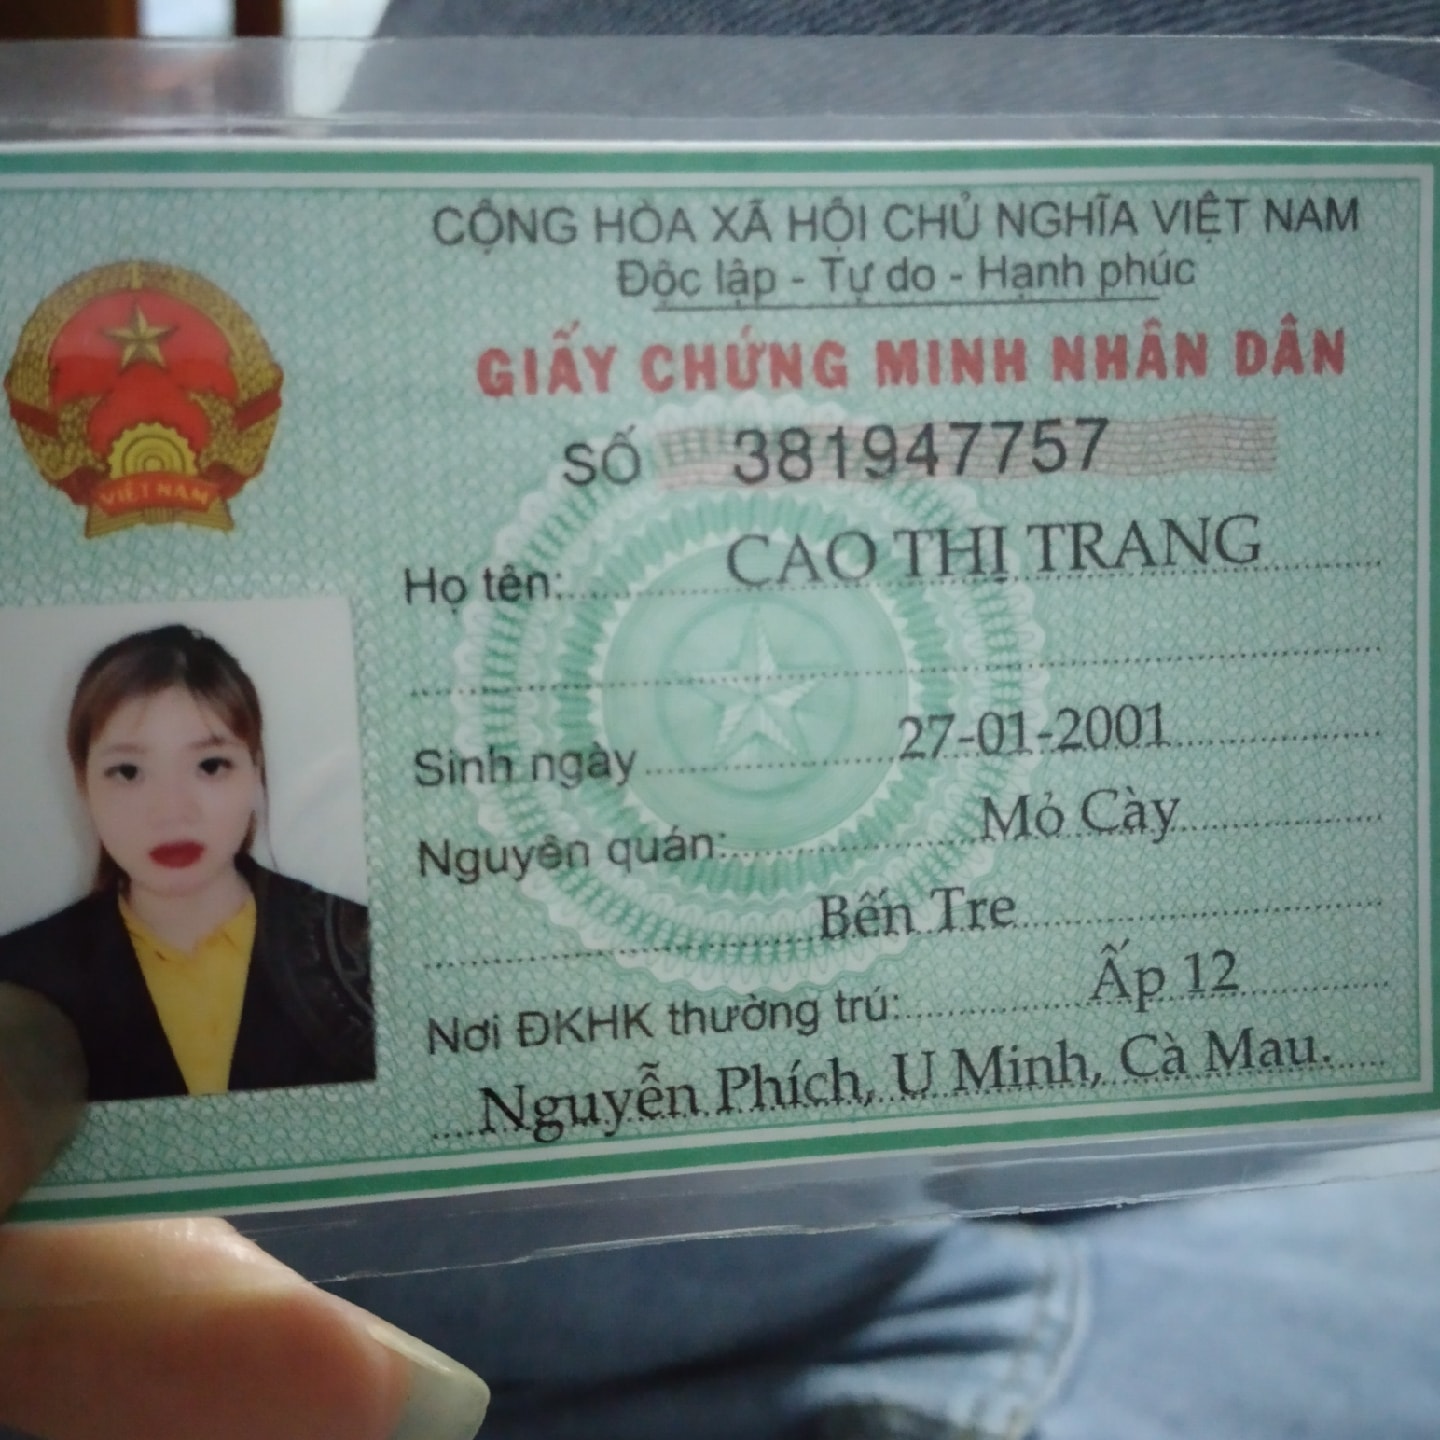 CỘNG HÒA XÃ HỘI CHỦ NGHĨA VIỆT NAM
Độc lập - Tự do - Hạnh phúc
GIẤY CHỨNG MINH NHÂN DÂN
SỐ 381947757
VIỆT NAM
Họ tên: CAO THỊ TRANG
Sinh ngày 27-01-2001
Nguyên quán: Mỏ Cày
Bến Tre
Nơi ĐKHK thường trú: Ấp 12
Nguyễn Phích, U Minh, Cà Mau.